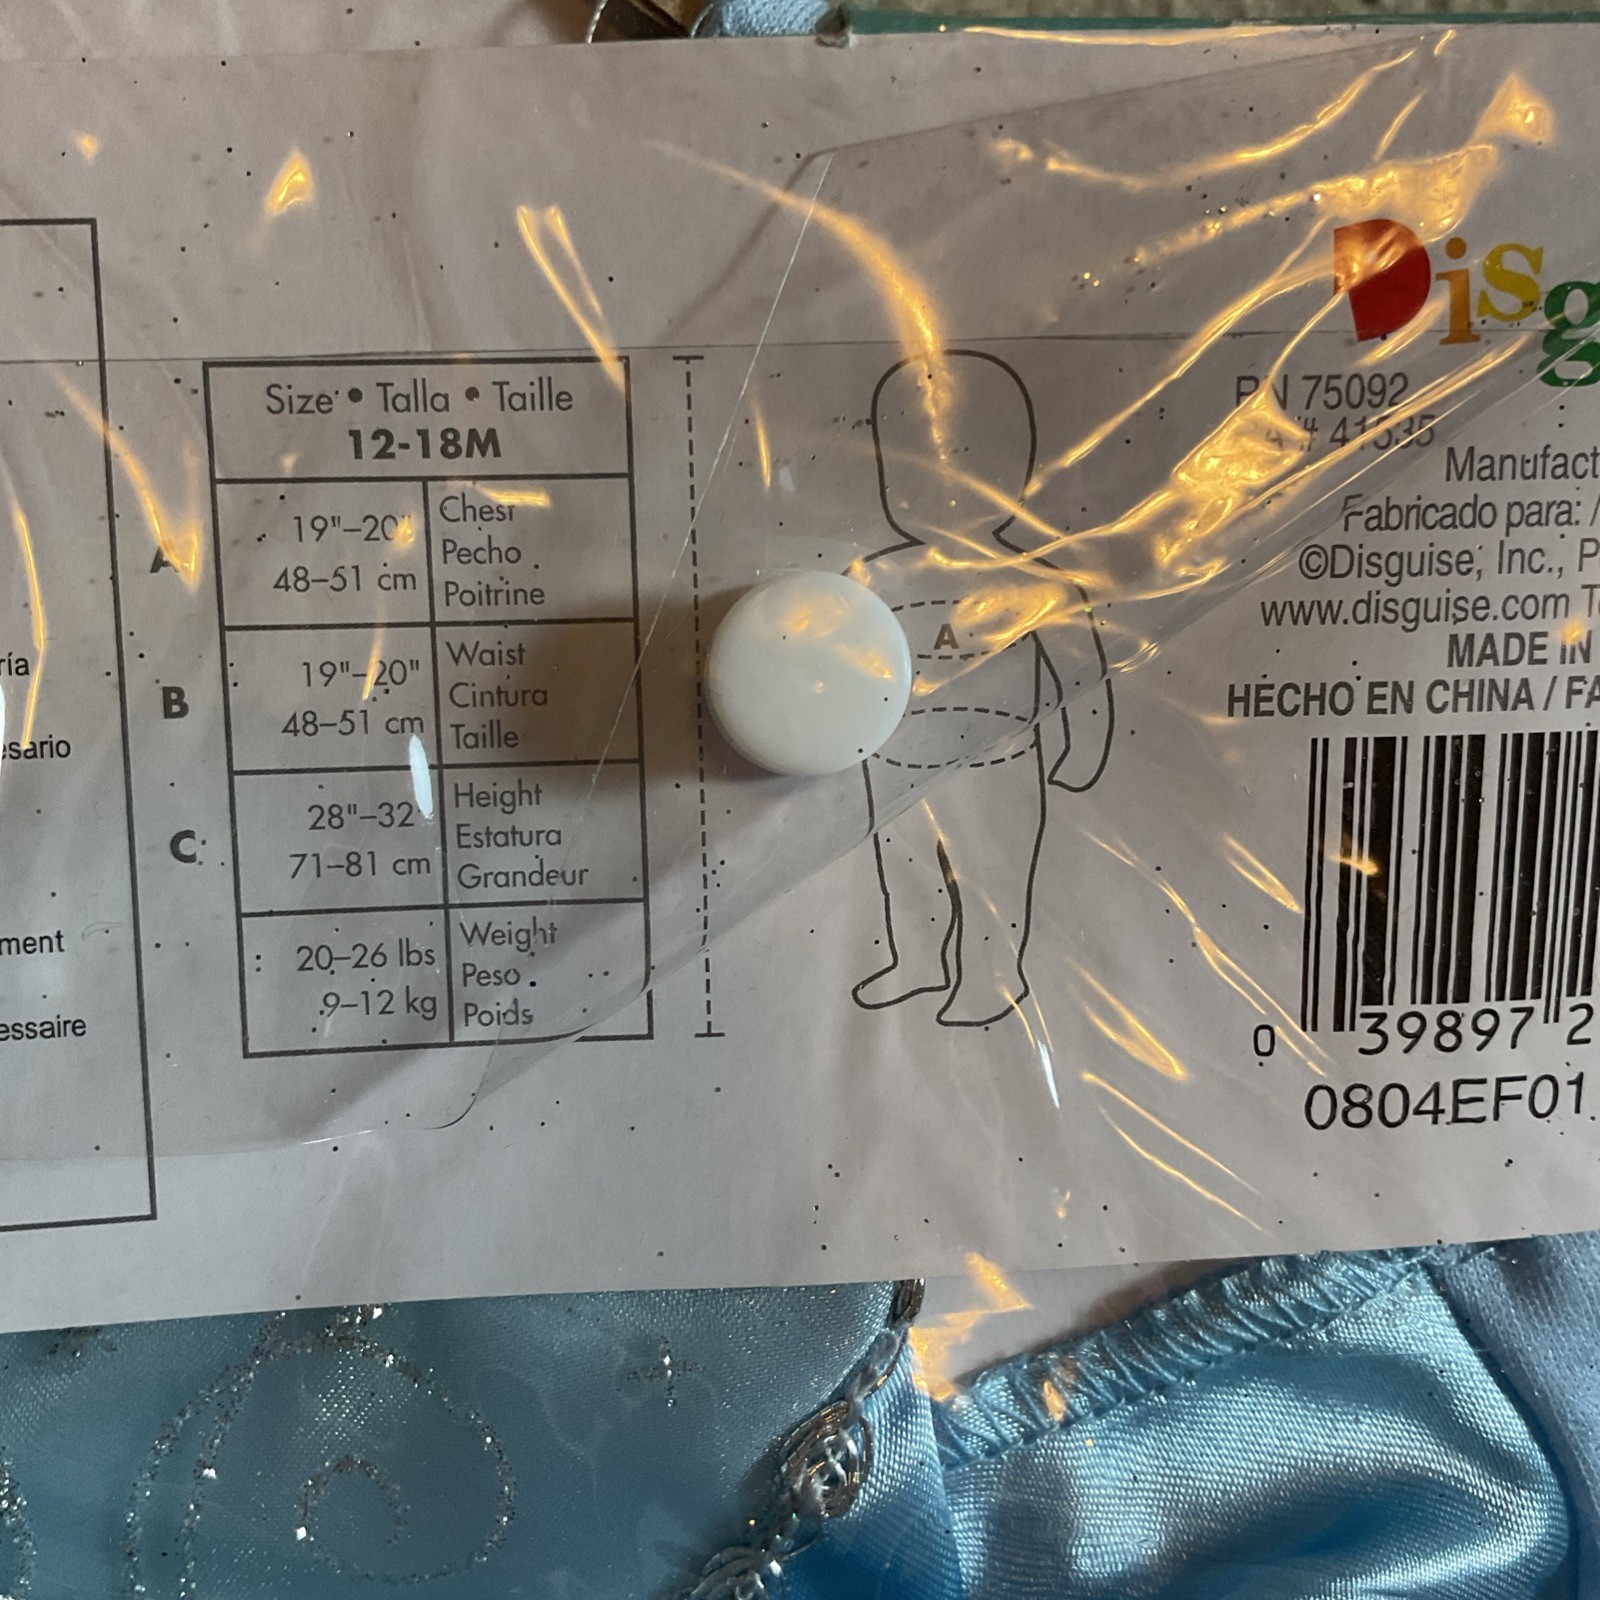 ría
esario
ment
essaire
Size • Talla • Taille
12-18M
A
19"–20"
48–51 cm
Chest
Pecho
Poitrine
B
19"–20"
48–51 cm
Waist
Cintura
Taille
C
28"–32"
71–81 cm
Height
Estatura
Grandeur
20–26 lbs
9–12 kg
Weight
Peso
Poids
A
Disg
RN 75092
# 41535
Manufact
Fabricado para: /
©Disguise, Inc., P
www.disguise.com T
MADE IN
HECHO EN CHINA / FA
0 39897 2
0804EF01